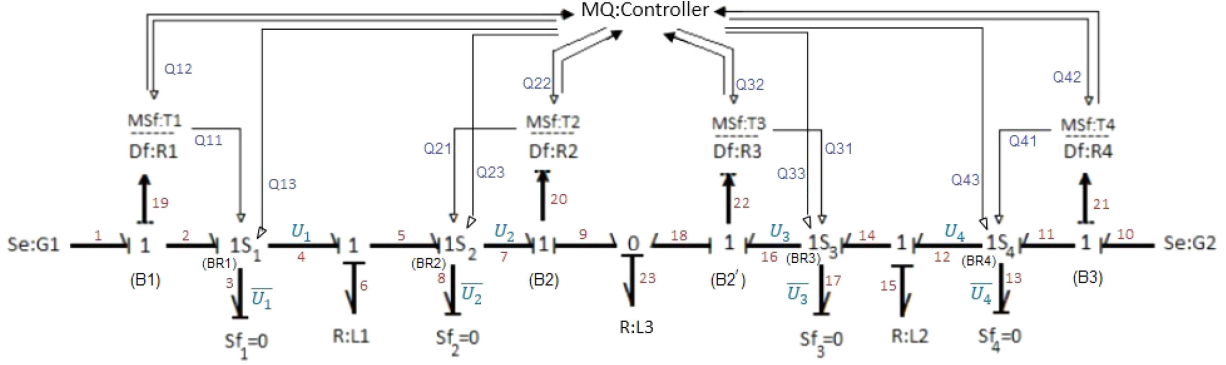 MQ:Controller
Q12
Q22
Q32
Q42
MSf:T1
Df:R1
MSf:T2
Df:R2
MSf:T3
Df:R3
MSf:T4
Df:R4
Q11
Q21
Q31
Q41
Q13
Q23
Q33
Q43
19
20
22
21
Se:G1
1
1
2
1S1
U1
4
1
5
1S2
U2
7
1
9
0
18
1
U3
16
1S3
14
1
U4
12
1S4
11
1
10
Se:G2
(B1)
(BR1)
(BR2)
(B2)
(B2')
(BR3)
(BR4)
(B3)
3
U̅1
6
8
U̅2
23
U̅3
17
15
U̅4
13
Sf1=0
R:L1
Sf2=0
R:L3
Sf3=0
R:L2
Sf4=0